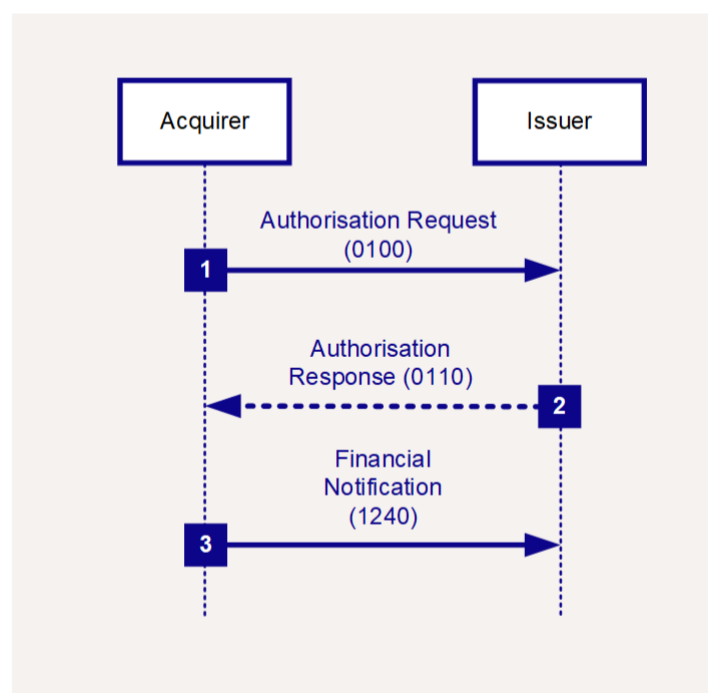 Acquirer
Issuer
Authorisation Request
(0100)
1
Authorisation
Response (0110)
2
Financial
Notification
(1240)
3